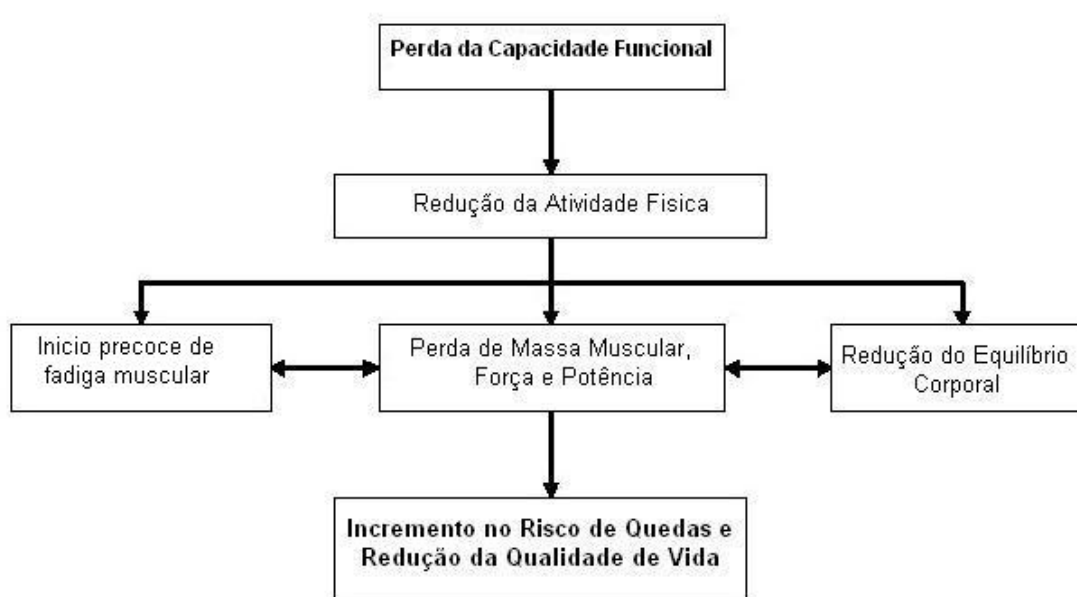 Perda da Capacidade Funcional
Redução da Atividade Fisica
Inicio precoce de
fadiga muscular
Perda de Massa Muscular,
Força e Potência
Redução do Equilíbrio
Corporal
Incremento no Risco de Quedas e
Redução da Qualidade de Vida